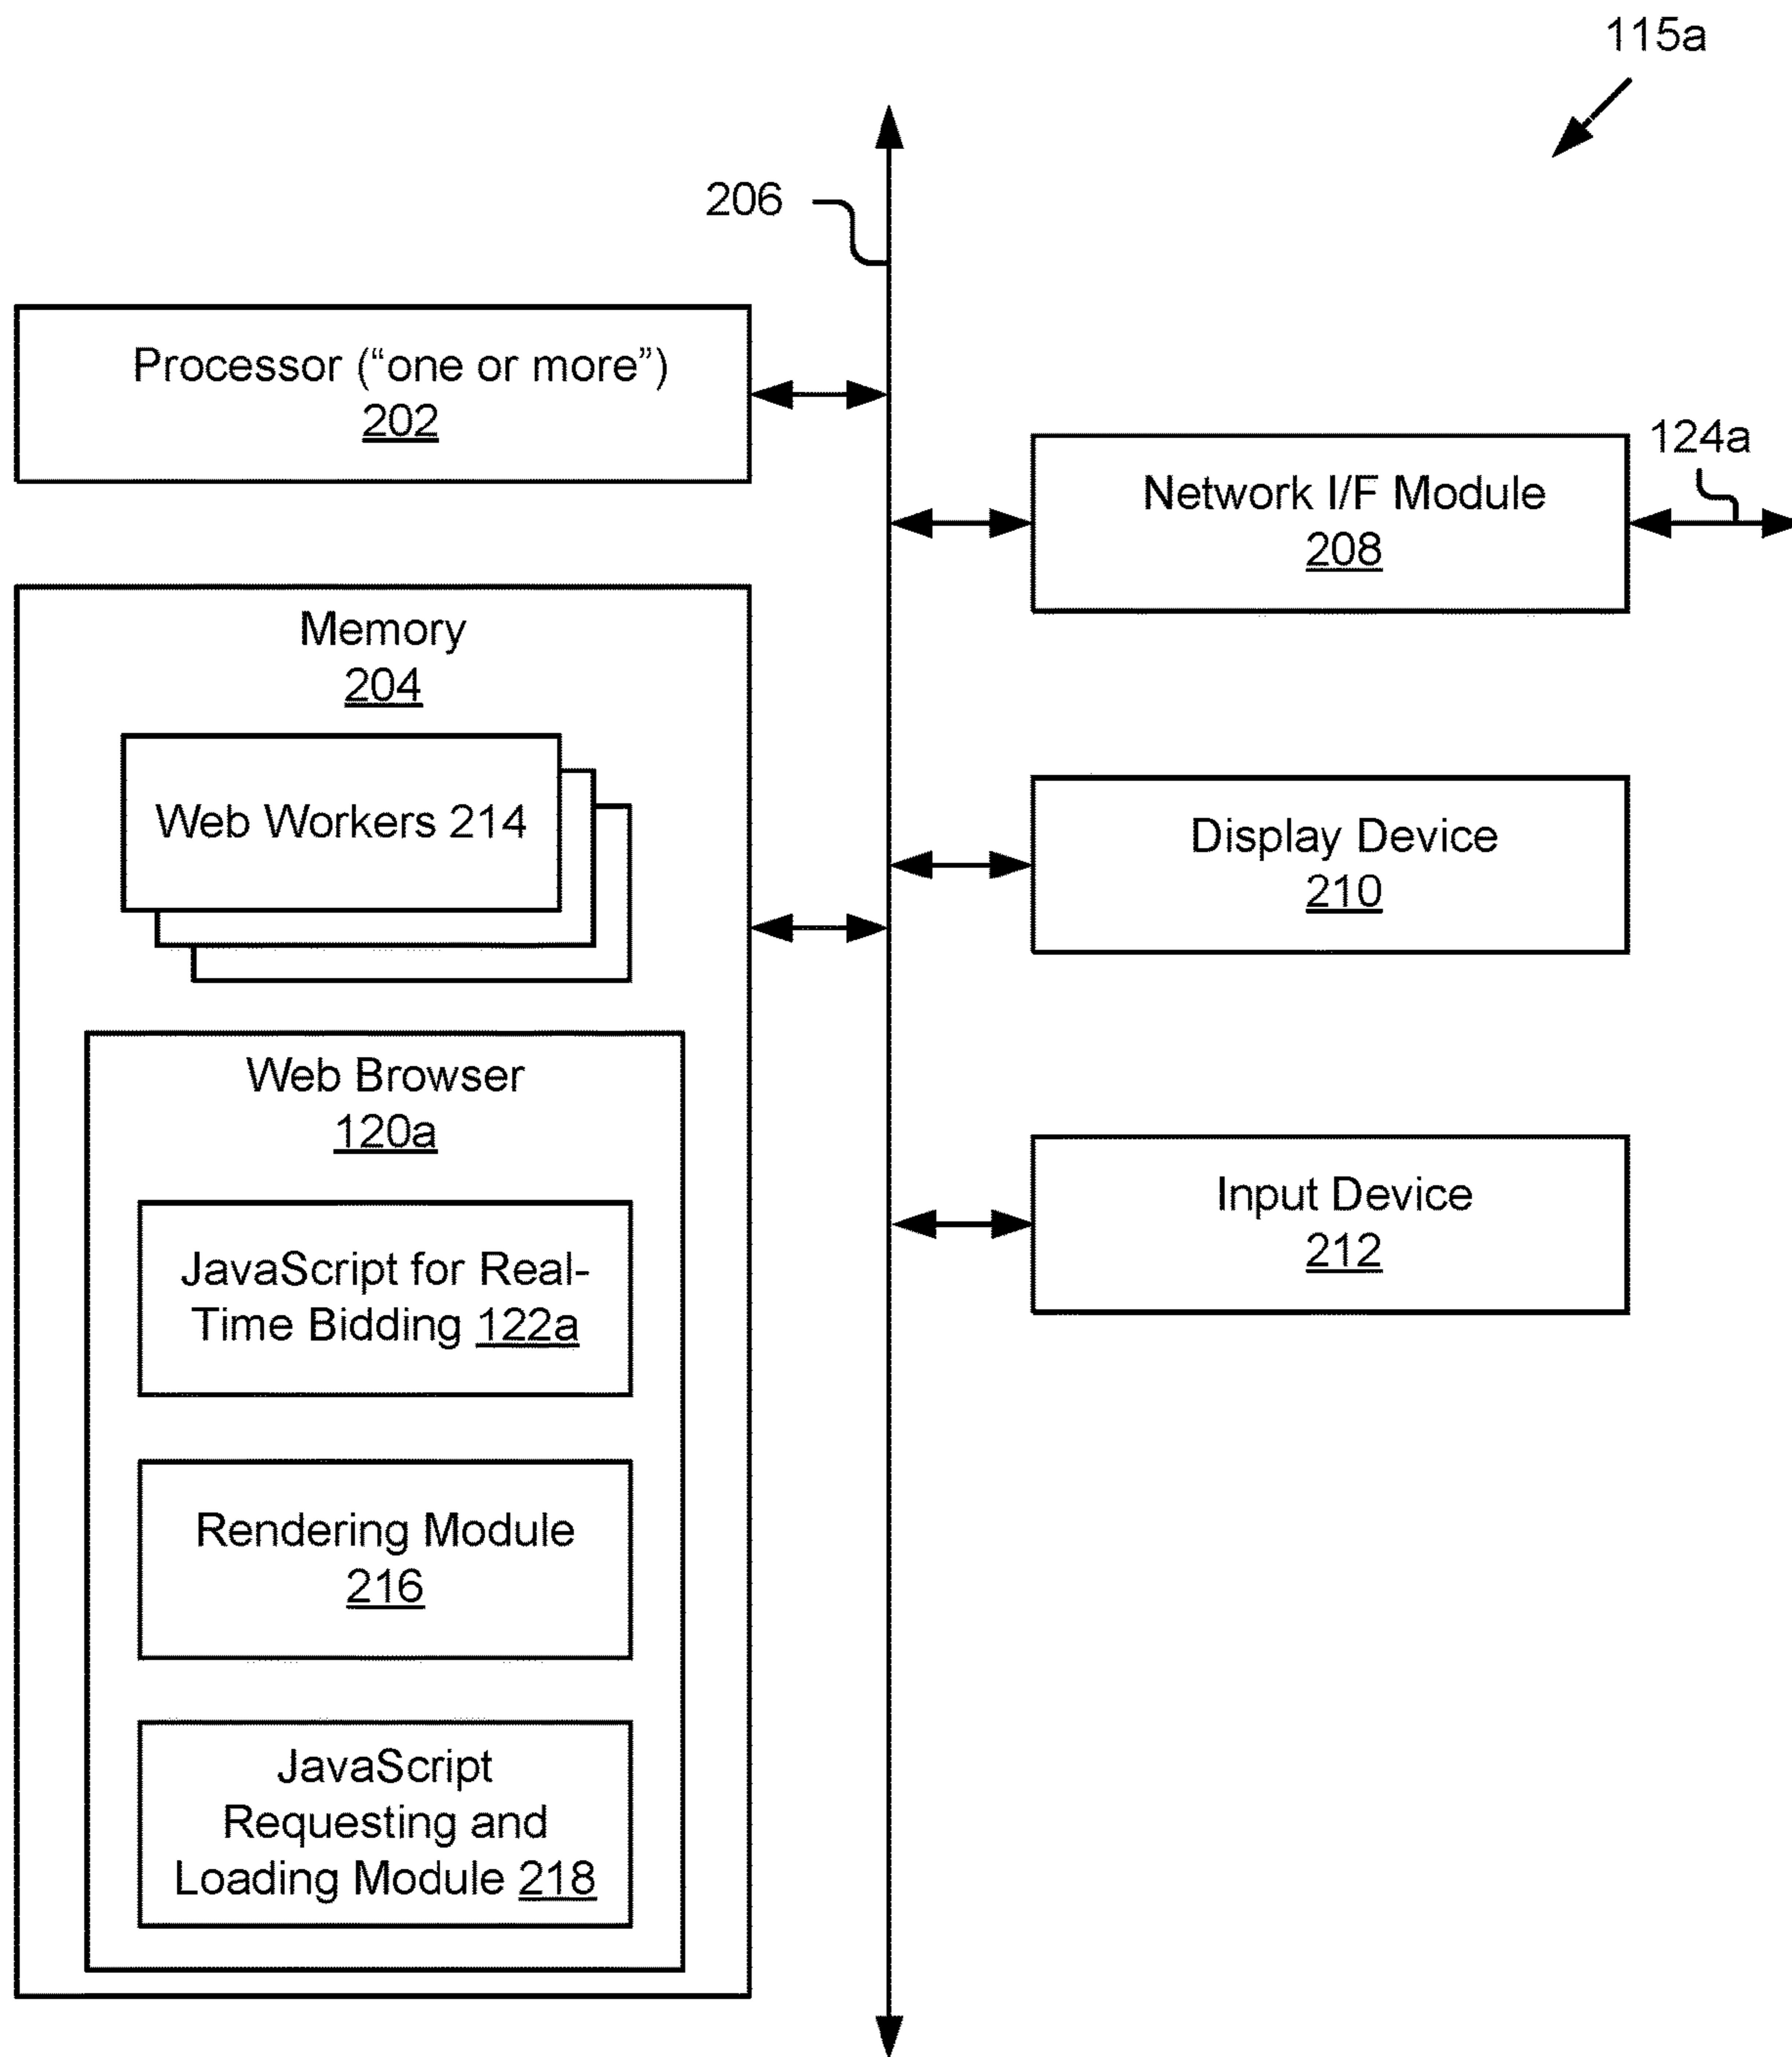 115a
206
Processor (“one or more”)
202
124a
Network I/F Module
208
Memory
204
Web Workers 214
Display Device
210
Web Browser
120a
Input Device
212
JavaScript for Real-
Time Bidding 122a
Rendering Module
216
JavaScript
Requesting and
Loading Module 218